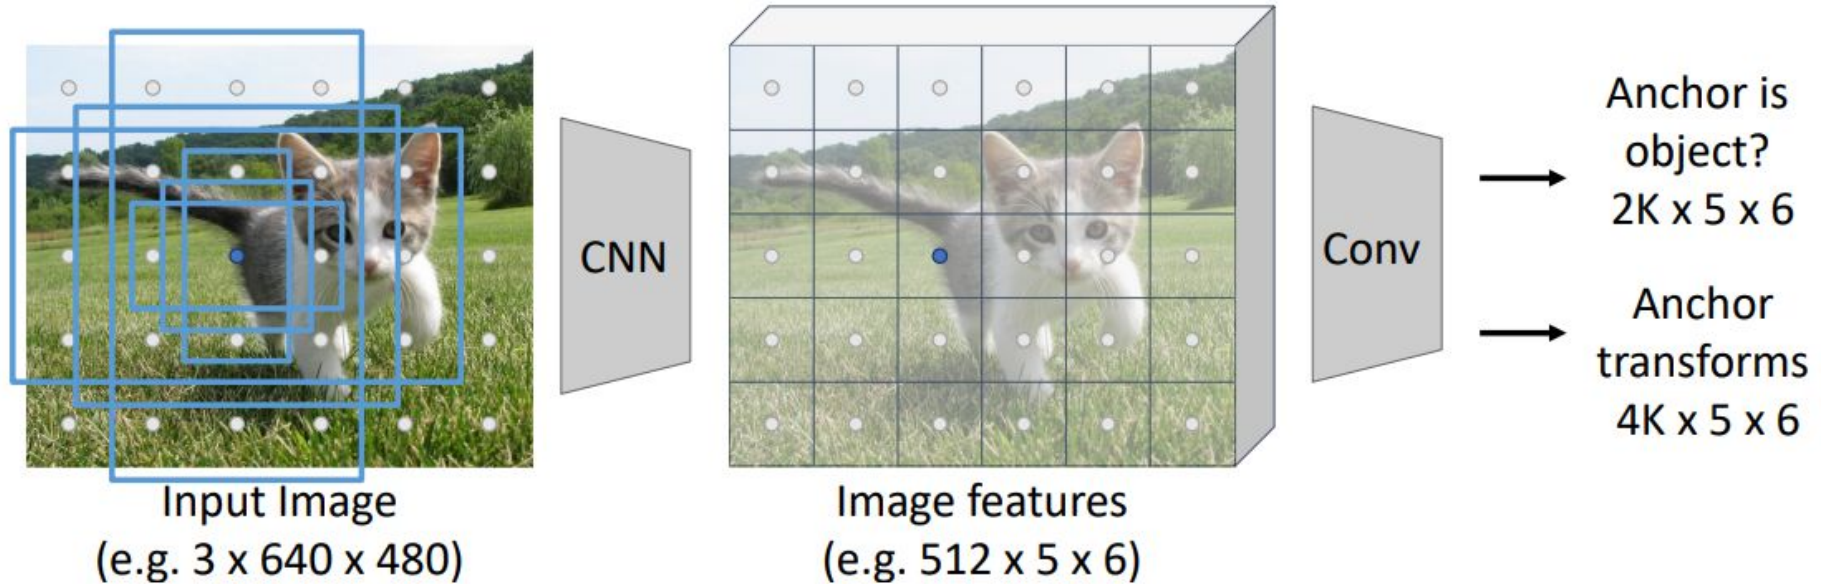 Input Image
(e.g. 3 x 640 x 480)
CNN
Image features
(e.g. 512 x 5 x 6)
Conv
Anchor is
object?
2K x 5 x 6
Anchor
transforms
4K x 5 x 6